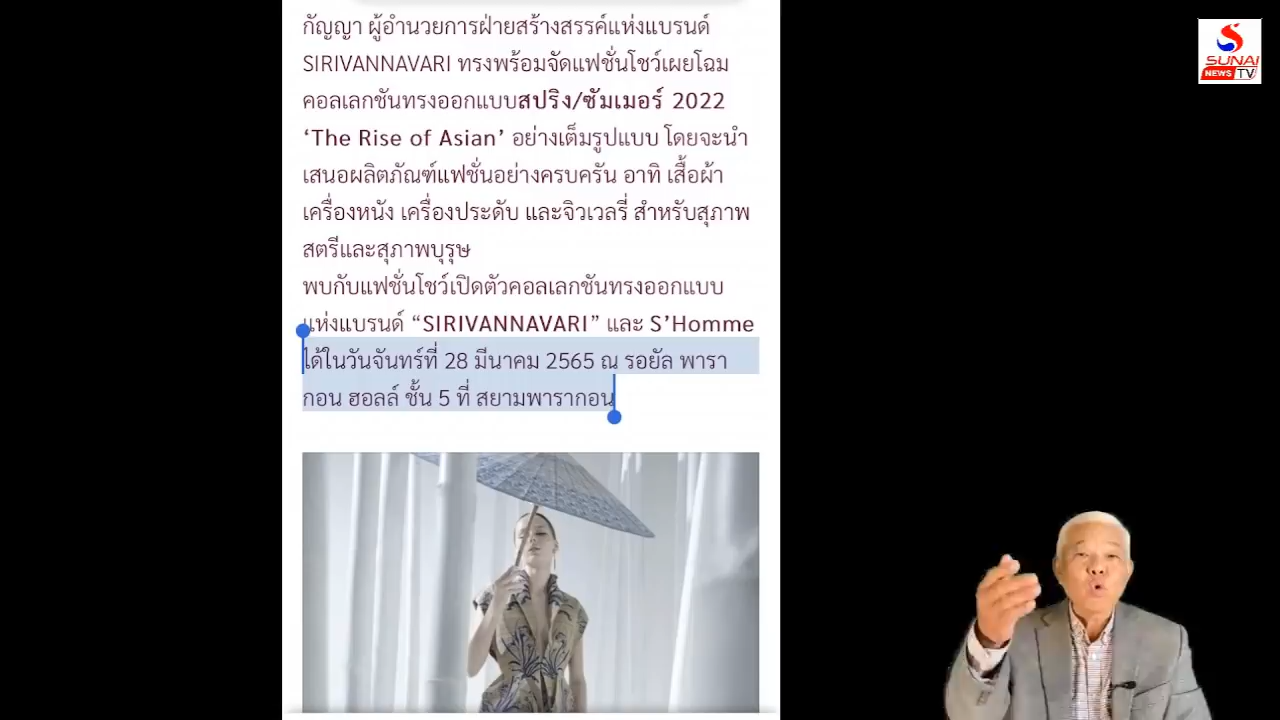 กัญญา ผู้อำนวยการฝ่ายสร้างสรรค์แห่งแบรนด์
SIRIVANNAVARI ทรงพร้อมจัดแฟชั่นโชว์เผยโฉม
คอลเลกชันทรงออกแบบสปริง/ซัมเมอร์ 2022
‘The Rise of Asian’ อย่างเต็มรูปแบบ โดยจะนำ
เสนอผลิตภัณฑ์แฟชั่นอย่างครบครัน อาทิ เสื้อผ้า
เครื่องหนัง เครื่องประดับ และจิวเวลรี่ สำหรับสุภาพ
สตรีและสุภาพบุรุษ
พบกับแฟชั่นโชว์เปิดตัวคอลเลกชันทรงออกแบบ
แห่งแบรนด์ “SIRIVANNAVARI” และ S’Homme
ได้ในวันจันทร์ที่ 28 มีนาคม 2565 ณ รอยัล พารา
กอน ฮอลล์ ชั้น 5 ที่ สยามพารากอน
SUNAI
NEWS TV